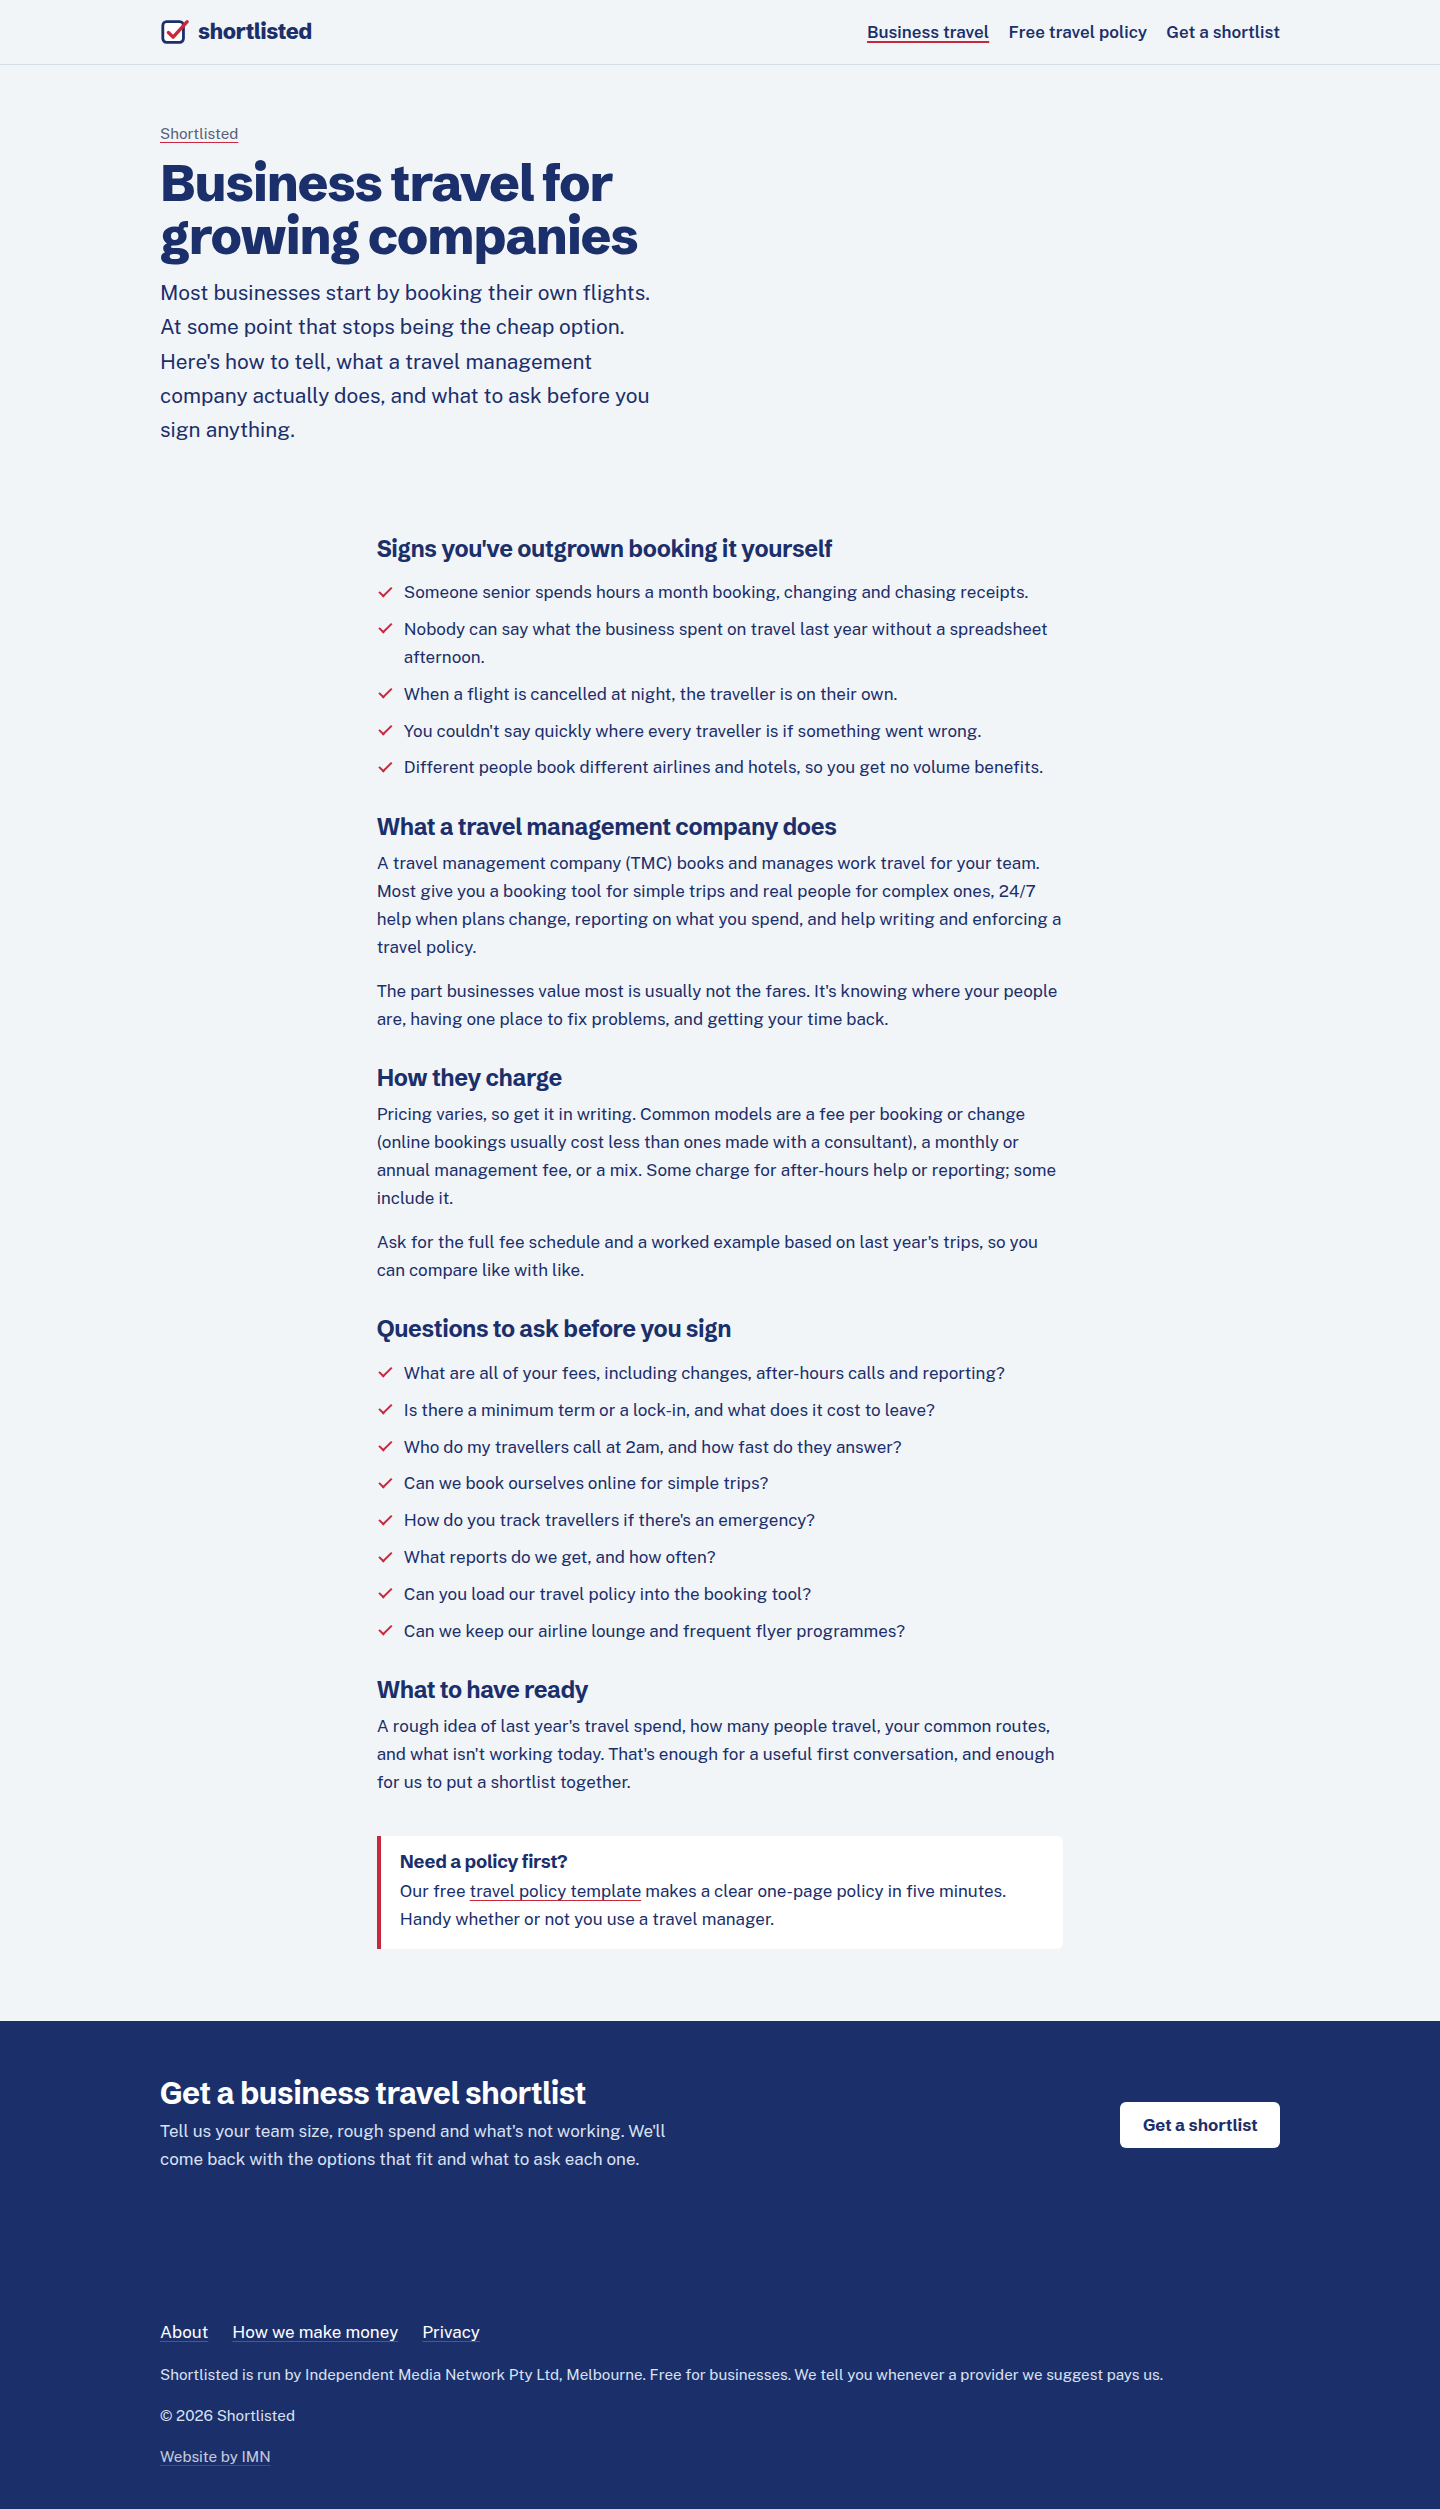 shortlisted
Business travel Free travel policy Get a shortlist
Shortlisted
Business travel for
growing companies
Most businesses start by booking their own flights.
At some point that stops being the cheap option.
Here's how to tell, what a travel management
company actually does, and what to ask before you
sign anything.
Signs you've outgrown booking it yourself
Someone senior spends hours a month booking, changing and chasing receipts.
Nobody can say what the business spent on travel last year without a spreadsheet
afternoon.
When a flight is cancelled at night, the traveller is on their own.
You couldn't say quickly where every traveller is if something went wrong.
Different people book different airlines and hotels, so you get no volume benefits.
What a travel management company does
A travel management company (TMC) books and manages work travel for your team.
Most give you a booking tool for simple trips and real people for complex ones, 24/7
help when plans change, reporting on what you spend, and help writing and enforcing a
travel policy.
The part businesses value most is usually not the fares. It's knowing where your people
are, having one place to fix problems, and getting your time back.
How they charge
Pricing varies, so get it in writing. Common models are a fee per booking or change
(online bookings usually cost less than ones made with a consultant), a monthly or
annual management fee, or a mix. Some charge for after-hours help or reporting; some
include it.
Ask for the full fee schedule and a worked example based on last year's trips, so you
can compare like with like.
Questions to ask before you sign
What are all of your fees, including changes, after-hours calls and reporting?
Is there a minimum term or a lock-in, and what does it cost to leave?
Who do my travellers call at 2am, and how fast do they answer?
Can we book ourselves online for simple trips?
How do you track travellers if there's an emergency?
What reports do we get, and how often?
Can you load our travel policy into the booking tool?
Can we keep our airline lounge and frequent flyer programmes?
What to have ready
A rough idea of last year's travel spend, how many people travel, your common routes,
and what isn't working today. That's enough for a useful first conversation, and enough
for us to put a shortlist together.
Need a policy first?
Our free travel policy template makes a clear one-page policy in five minutes.
Handy whether or not you use a travel manager.
Get a business travel shortlist
Tell us your team size, rough spend and what's not working. We'll
come back with the options that fit and what to ask each one.
Get a shortlist
About How we make money Privacy
Shortlisted is run by Independent Media Network Pty Ltd, Melbourne. Free for businesses. We tell you whenever a provider we suggest pays us.
© 2026 Shortlisted
Website by IMN